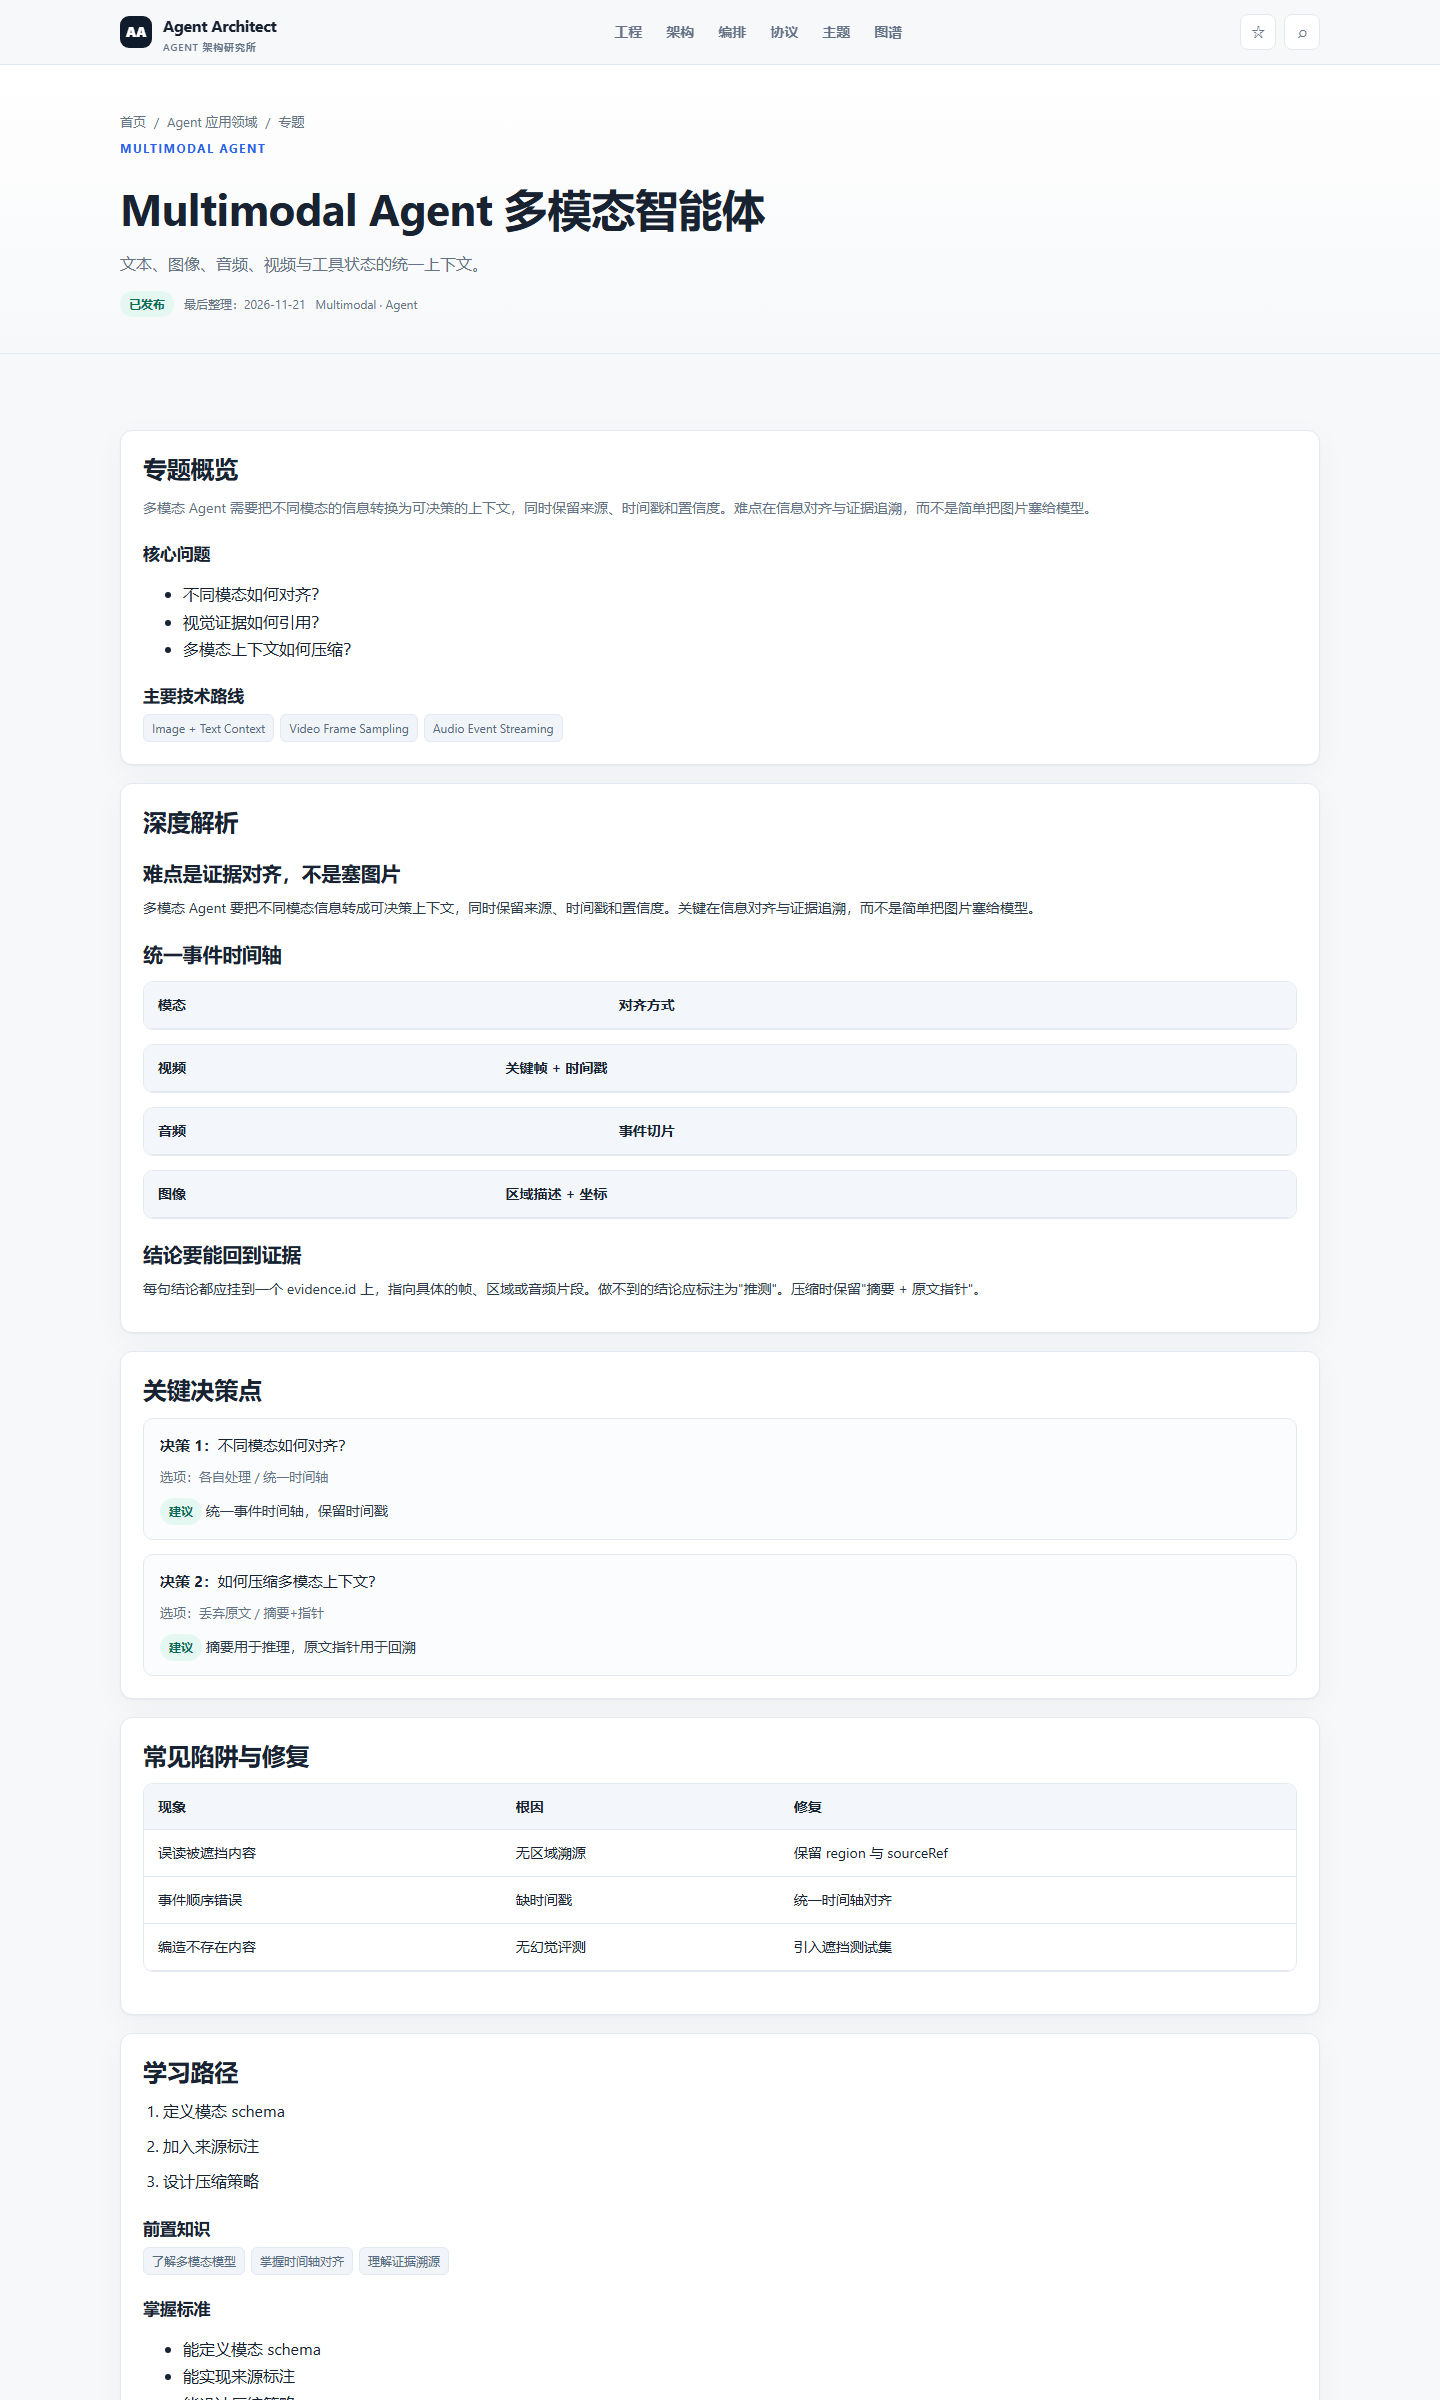 AA
Agent Architect
AGENT 架构研究所
工程 架构 编排 协议 主题 图谱
首页 / Agent 应用领域 / 专题
MULTIMODAL AGENT
Multimodal Agent 多模态智能体
文本、图像、音频、视频与工具状态的统一上下文。
已发布 最后整理：2026-11-21 Multimodal · Agent
专题概览
多模态 Agent 需要把不同模态的信息转换为可决策的上下文，同时保留来源、时间戳和置信度。难点在信息对齐与证据追溯，而不是简单把图片塞给模型。
核心问题
不同模态如何对齐？
视觉证据如何引用？
多模态上下文如何压缩？
主要技术路线
Image + Text Context Video Frame Sampling Audio Event Streaming
深度解析
难点是证据对齐，不是塞图片
多模态 Agent 要把不同模态信息转成可决策上下文，同时保留来源、时间戳和置信度。关键在信息对齐与证据追溯，而不是简单把图片塞给模型。
统一事件时间轴
模态 对齐方式
视频 关键帧 + 时间戳
音频 事件切片
图像 区域描述 + 坐标
结论要能回到证据
每句结论都应挂到一个 evidence.id 上，指向具体的帧、区域或音频片段。做不到的结论应标注为"推测"。压缩时保留"摘要 + 原文指针"。
关键决策点
决策 1：不同模态如何对齐？
选项：各自处理 / 统一时间轴
建议 统一事件时间轴，保留时间戳
决策 2：如何压缩多模态上下文？
选项：丢弃原文 / 摘要+指针
建议 摘要用于推理，原文指针用于回溯
常见陷阱与修复
现象 根因 修复
误读被遮挡内容 无区域溯源 保留 region 与 sourceRef
事件顺序错误 缺时间戳 统一时间轴对齐
编造不存在内容 无幻觉评测 引入遮挡测试集
学习路径
1. 定义模态 schema
2. 加入来源标注
3. 设计压缩策略
前置知识
了解多模态模型 掌握时间轴对齐 理解证据溯源
掌握标准
能定义模态 schema
能实现来源标注